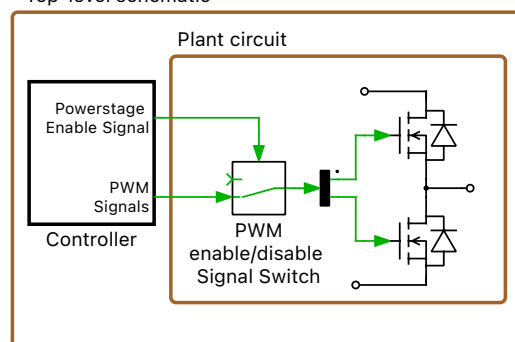 Top-level schematic
Plant circuit
Powerstage
Enable Signal
PWM
Signals
Controller
PWM
enable/disable
Signal Switch